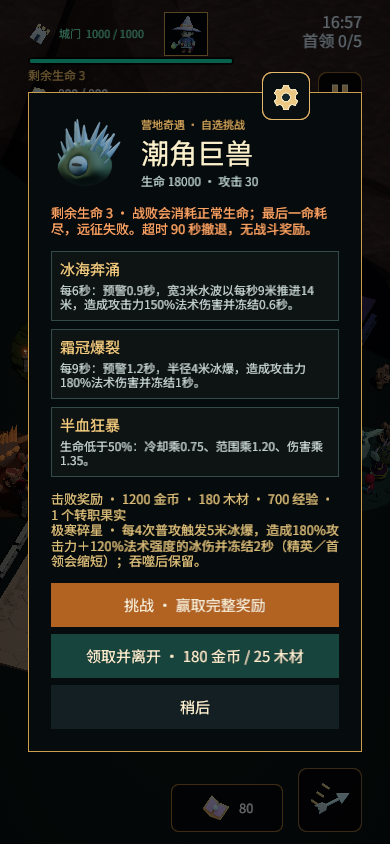 城门 1000 / 1000
16:57
首领 0/5
剩余生命 3
营地奇遇 · 自选挑战
潮角巨兽
生命 18000 · 攻击 30
剩余生命 3 · 战败会消耗正常生命；最后一命耗
尽，远征失败。超时 90 秒撤退，无战斗奖励。
冰海奔涌
每6秒：预警0.9秒，宽3米水波以每秒9米推进14
米，造成攻击力150%法术伤害并冻结0.6秒。
霜冠爆裂
每9秒：预警1.2秒，半径4米冰爆，造成攻击力
180%法术伤害并冻结1秒。
半血狂暴
生命低于50%：冷却乘0.75、范围乘1.20、伤害乘
1.35。
击败奖励 · 1200 金币 · 180 木材 · 700 经验 ·
1 个转职果实
极寒碎星 · 每4次普攻触发5米冰爆，造成180%攻
击力＋120%法术强度的冰伤并冻结2秒（精英／首
领会缩短）；吞噬后保留。
挑战 · 赢取完整奖励
领取并离开 · 180 金币 / 25 木材
稍后
80